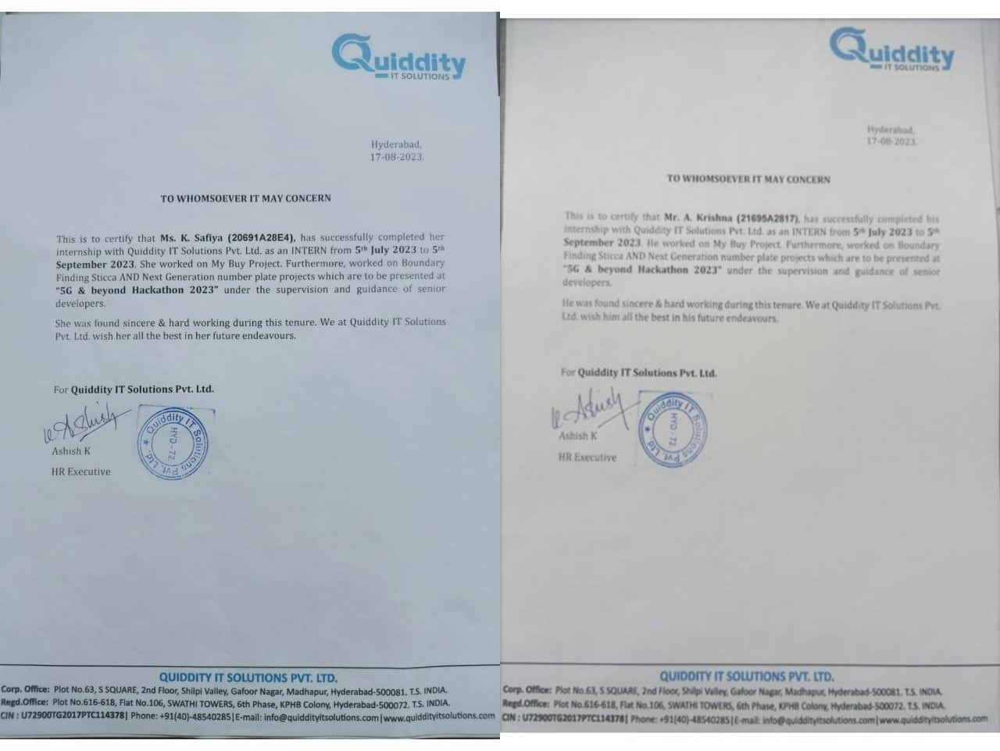 Quiddity
IT SOLUTIONS
Hyderabad,
17-08-2023.
TO WHOMSOEVER IT MAY CONCERN
This is to certify that Ms. K. Safiya (20691A28E4), has successfully completed her
internship with Quiddity IT Solutions Pvt. Ltd. as an INTERN from 5th July 2023 to 5th
September 2023. She worked on My Buy Project. Furthermore, worked on Boundary
Finding Sticca AND Next Generation number plate projects which are to be presented at
"5G & beyond Hackathon 2023" under the supervision and guidance of senior
developers.
She was found sincere & hard working during this tenure. We at Quiddity IT Solutions
Pvt. Ltd. wish her all the best in her future endeavours.
For Quiddity IT Solutions Pvt. Ltd.
K Ashish
Quiddity IT Solutions Pvt. Ltd. ★
HYD - 72
Ashish K
HR Executive
QUIDDITY IT SOLUTIONS PVT. LTD.
Corp. Office: Plot No.63, S SQUARE, 2nd Floor, Shilpi Valley, Gafoor Nagar, Madhapur, Hyderabad-500081. T.S. INDIA.
Regd.Office: Plot No.616-618, Flat No.106, SWATHI TOWERS, 6th Phase, KPHB Colony, Hyderabad-500072. T.S. INDIA.
CIN : U72900TG2017PTC114378| Phone: +91(40)-48540285|E-mail: info@quiddityitsolutions.com|www.quiddityitsolutions.com
Quiddity
IT SOLUTIONS
Hyderabad,
17-08-2023.
TO WHOMSOEVER IT MAY CONCERN
This is to certify that Mr. A. Krishna (21695A2817), has successfully completed his
internship with Quiddity IT Solutions Pvt. Ltd. as an INTERN from 5th July 2023 to 5th
September 2023. He worked on My Buy Project. Furthermore, worked on Boundary
Finding Sticca AND Next Generation number plate projects which are to be presented at
"5G & beyond Hackathon 2023" under the supervision and guidance of senior
developers.
He was found sincere & hard working during this tenure. We at Quiddity IT Solutions Pvt.
Ltd. wish him all the best in his future endeavours.
For Quiddity IT Solutions Pvt. Ltd.
K Ashish
Quiddity IT Solutions Pvt. Ltd. ★
HYD - 72
Ashish K
HR Executive
QUIDDITY IT SOLUTIONS PVT. LTD.
Corp. Office: Plot No.63, S SQUARE, 2nd Floor, Shilpi Valley, Gafoor Nagar, Madhapur, Hyderabad-500081. T.S. INDIA.
Regd.Office: Plot No.616-618, Flat No.106, SWATHI TOWERS, 6th Phase, KPHB Colony, Hyderabad-500072. T.S. INDIA.
CIN : U72900TG2017PTC114378| Phone: +91(40)-48540285|E-mail: info@quiddityitsolutions.com|www.quiddityitsolutions.com